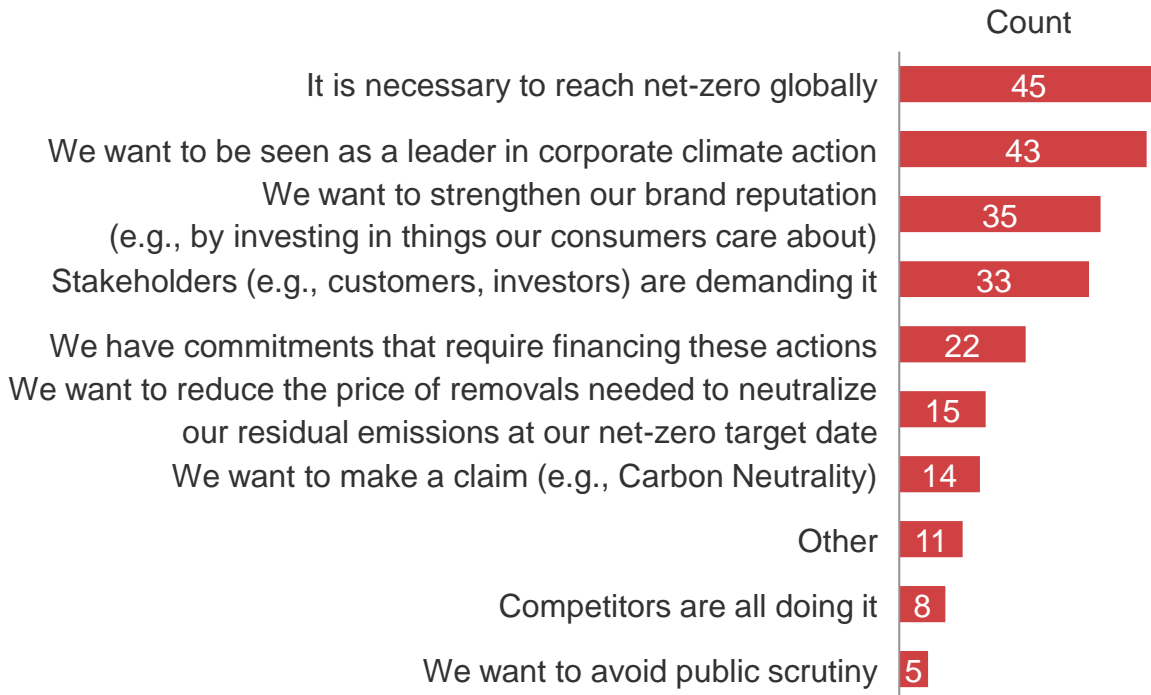 Count
It is necessary to reach net-zero globally 45
We want to be seen as a leader in corporate climate action 43
We want to strengthen our brand reputation
(e.g., by investing in things our consumers care about) 35
Stakeholders (e.g., customers, investors) are demanding it 33
We have commitments that require financing these actions 22
We want to reduce the price of removals needed to neutralize
our residual emissions at our net-zero target date 15
We want to make a claim (e.g., Carbon Neutrality) 14
Other 11
Competitors are all doing it 8
We want to avoid public scrutiny 5